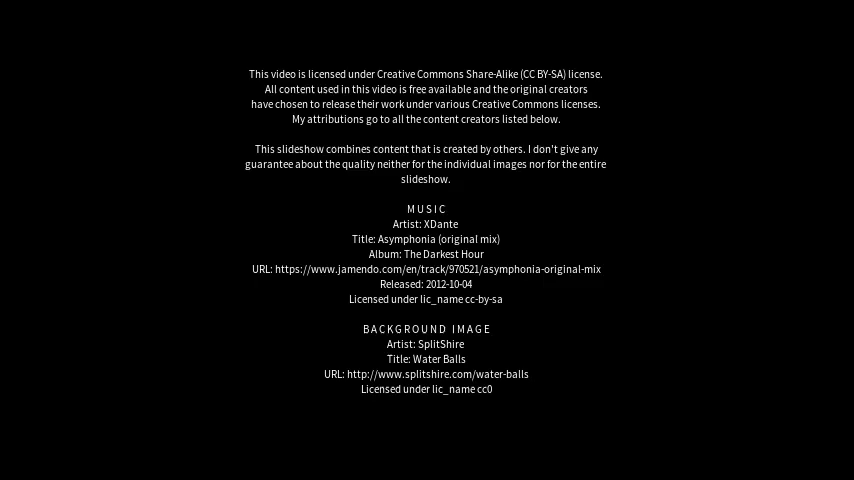 This video is licensed under Creative Commons Share-Alike (CC BY-SA) license.
All content used in this video is free available and the original creators
have chosen to release their work under various Creative Commons licenses.
My attributions go to all the content creators listed below.
This slideshow combines content that is created by others. I don't give any
guarantee about the quality neither for the individual images nor for the entire
slideshow.
MUSIC
Artist: XDante
Title: Asymphonia (original mix)
Album: The Darkest Hour
URL: https://www.jamendo.com/en/track/970521/asymphonia-original-mix
Released: 2012-10-04
Licensed under lic_name cc-by-sa
BACKGROUND IMAGE
Artist: SplitShire
Title: Water Balls
URL: http://www.splitshire.com/water-balls
Licensed under lic_name cc0